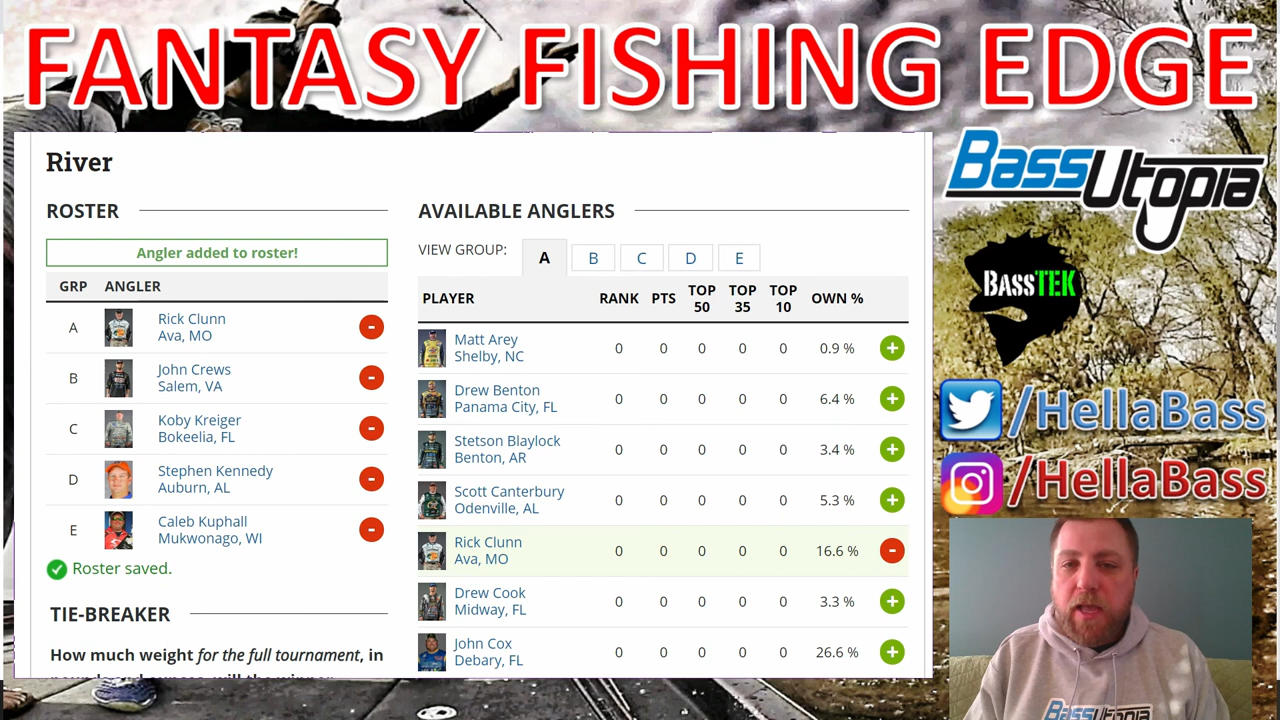 FANTASY FISHING EDGE
River
ROSTER
Angler added to roster!
GRP ANGLER
A Rick Clunn
Ava, MO
B John Crews
Salem, VA
C Koby Kreiger
Bokeelia, FL
D Stephen Kennedy
Auburn, AL
E Caleb Kuphall
Mukwonago, WI
Roster saved.
TIE-BREAKER
How much weight for the full tournament, in
AVAILABLE ANGLERS
VIEW GROUP: A B C D E
PLAYER RANK PTS TOP 50 TOP 35 TOP 10 OWN %
Matt Arey
Shelby, NC
0 0 0 0 0 0.9 % +
Drew Benton
Panama City, FL
0 0 0 0 0 6.4 % +
Stetson Blaylock
Benton, AR
0 0 0 0 0 3.4 % +
Scott Canterbury
Odenville, AL
0 0 0 0 0 5.3 % +
Rick Clunn
Ava, MO
0 0 0 0 0 16.6 % -
Drew Cook
Midway, FL
0 0 0 0 0 3.3 % +
John Cox
Debary, FL
0 0 0 0 0 26.6 % +
BassUtopia
BASSTEK
/HellaBass
/HellaBass
BassUtopia